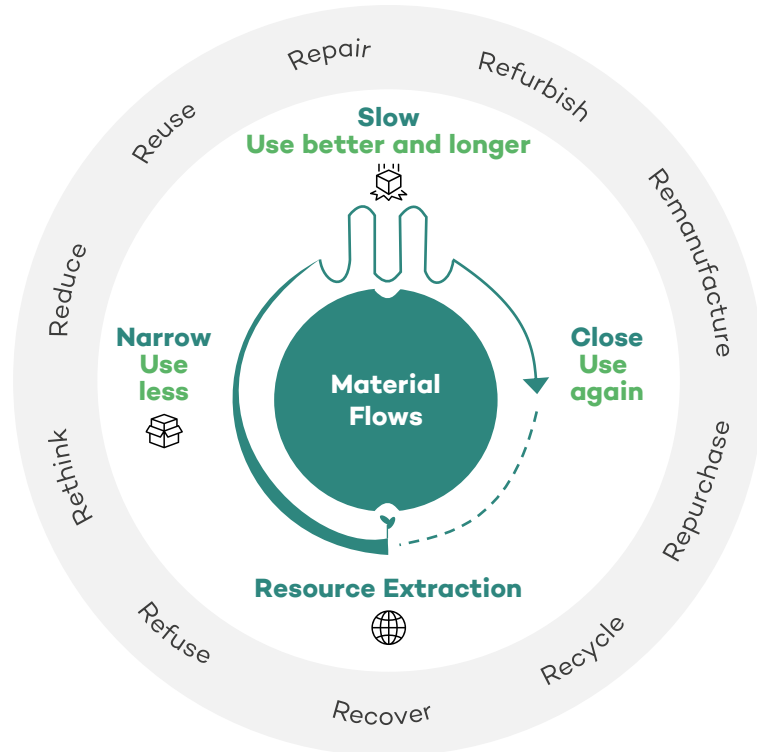 Repair
Refurbish
Remanufacture
Repurchase
Recycle
Recover
Refuse
Rethink
Reduce
Reuse
Slow
Use better and longer
Narrow
Use
less
Material
Flows
Close
Use
again
Resource Extraction